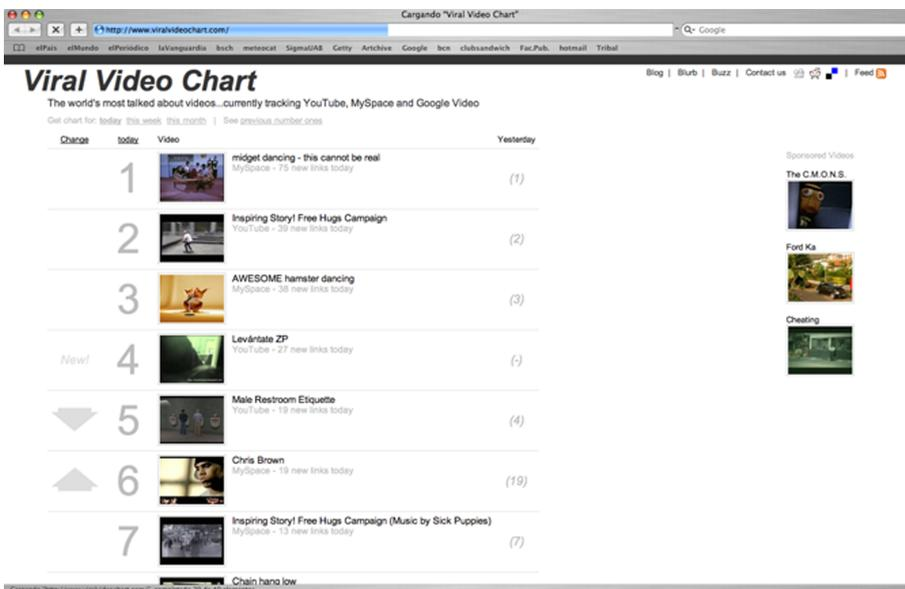 Cargando "Viral Video Chart"
http://www.viralvideochart.com/
Google
elPaís elMundo elPeriódico laVanguardia bsch meteocat SigmaUAB Getty Artchive Google bcn clubsandwich Fac.Pub. hotmail Tribal
Viral Video Chart
Blog | Blurb | Buzz | Contact us | Feed
The world's most talked about videos...currently tracking YouTube, MySpace and Google Video
Get chart for: today this week this month | See previous number ones
Change today Video Yesterday
1
midget dancing - this cannot be real
MySpace - 75 new links today
(1)
2
Inspiring Story! Free Hugs Campaign
YouTube - 39 new links today
(2)
3
AWESOME hamster dancing
MySpace - 38 new links today
(3)
New! 4
Levántate ZP
YouTube - 27 new links today
(-)
5
Male Restroom Etiquette
YouTube - 19 new links today
(4)
6
Chris Brown
MySpace - 19 new links today
(19)
7
Inspiring Story! Free Hugs Campaign (Music by Sick Puppies)
MySpace - 13 new links today
(7)
Chain hang low
Sponsored Videos
The C.M.O.N.S.
Ford Ka
Cheating